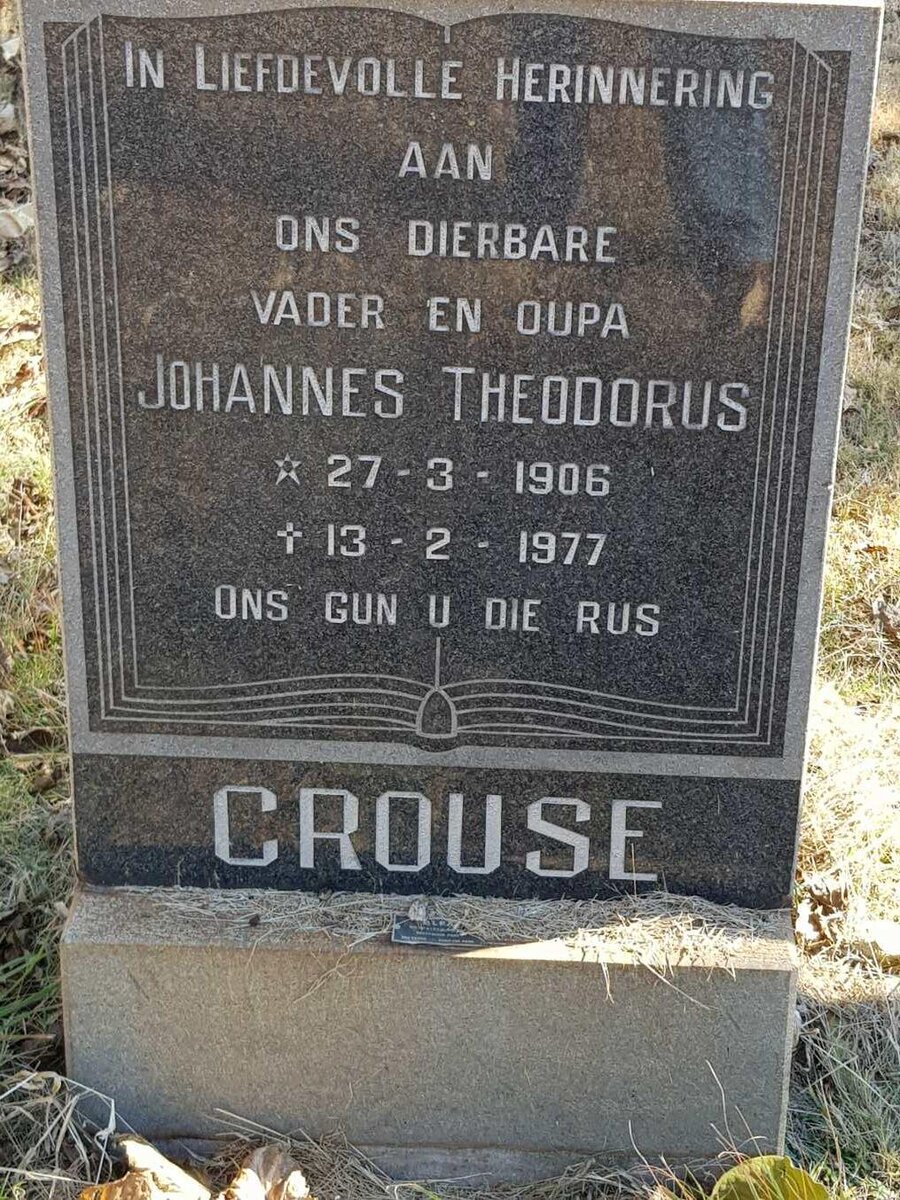 IN LIEFDEVOLLE HERINNERING
AAN
ONS DIERBARE
VADER EN OUPA
JOHANNES THEODORUS
☆ 27-3-1906
✝ 13-2-1977
ONS GUN U DIE RUS
CROUSE